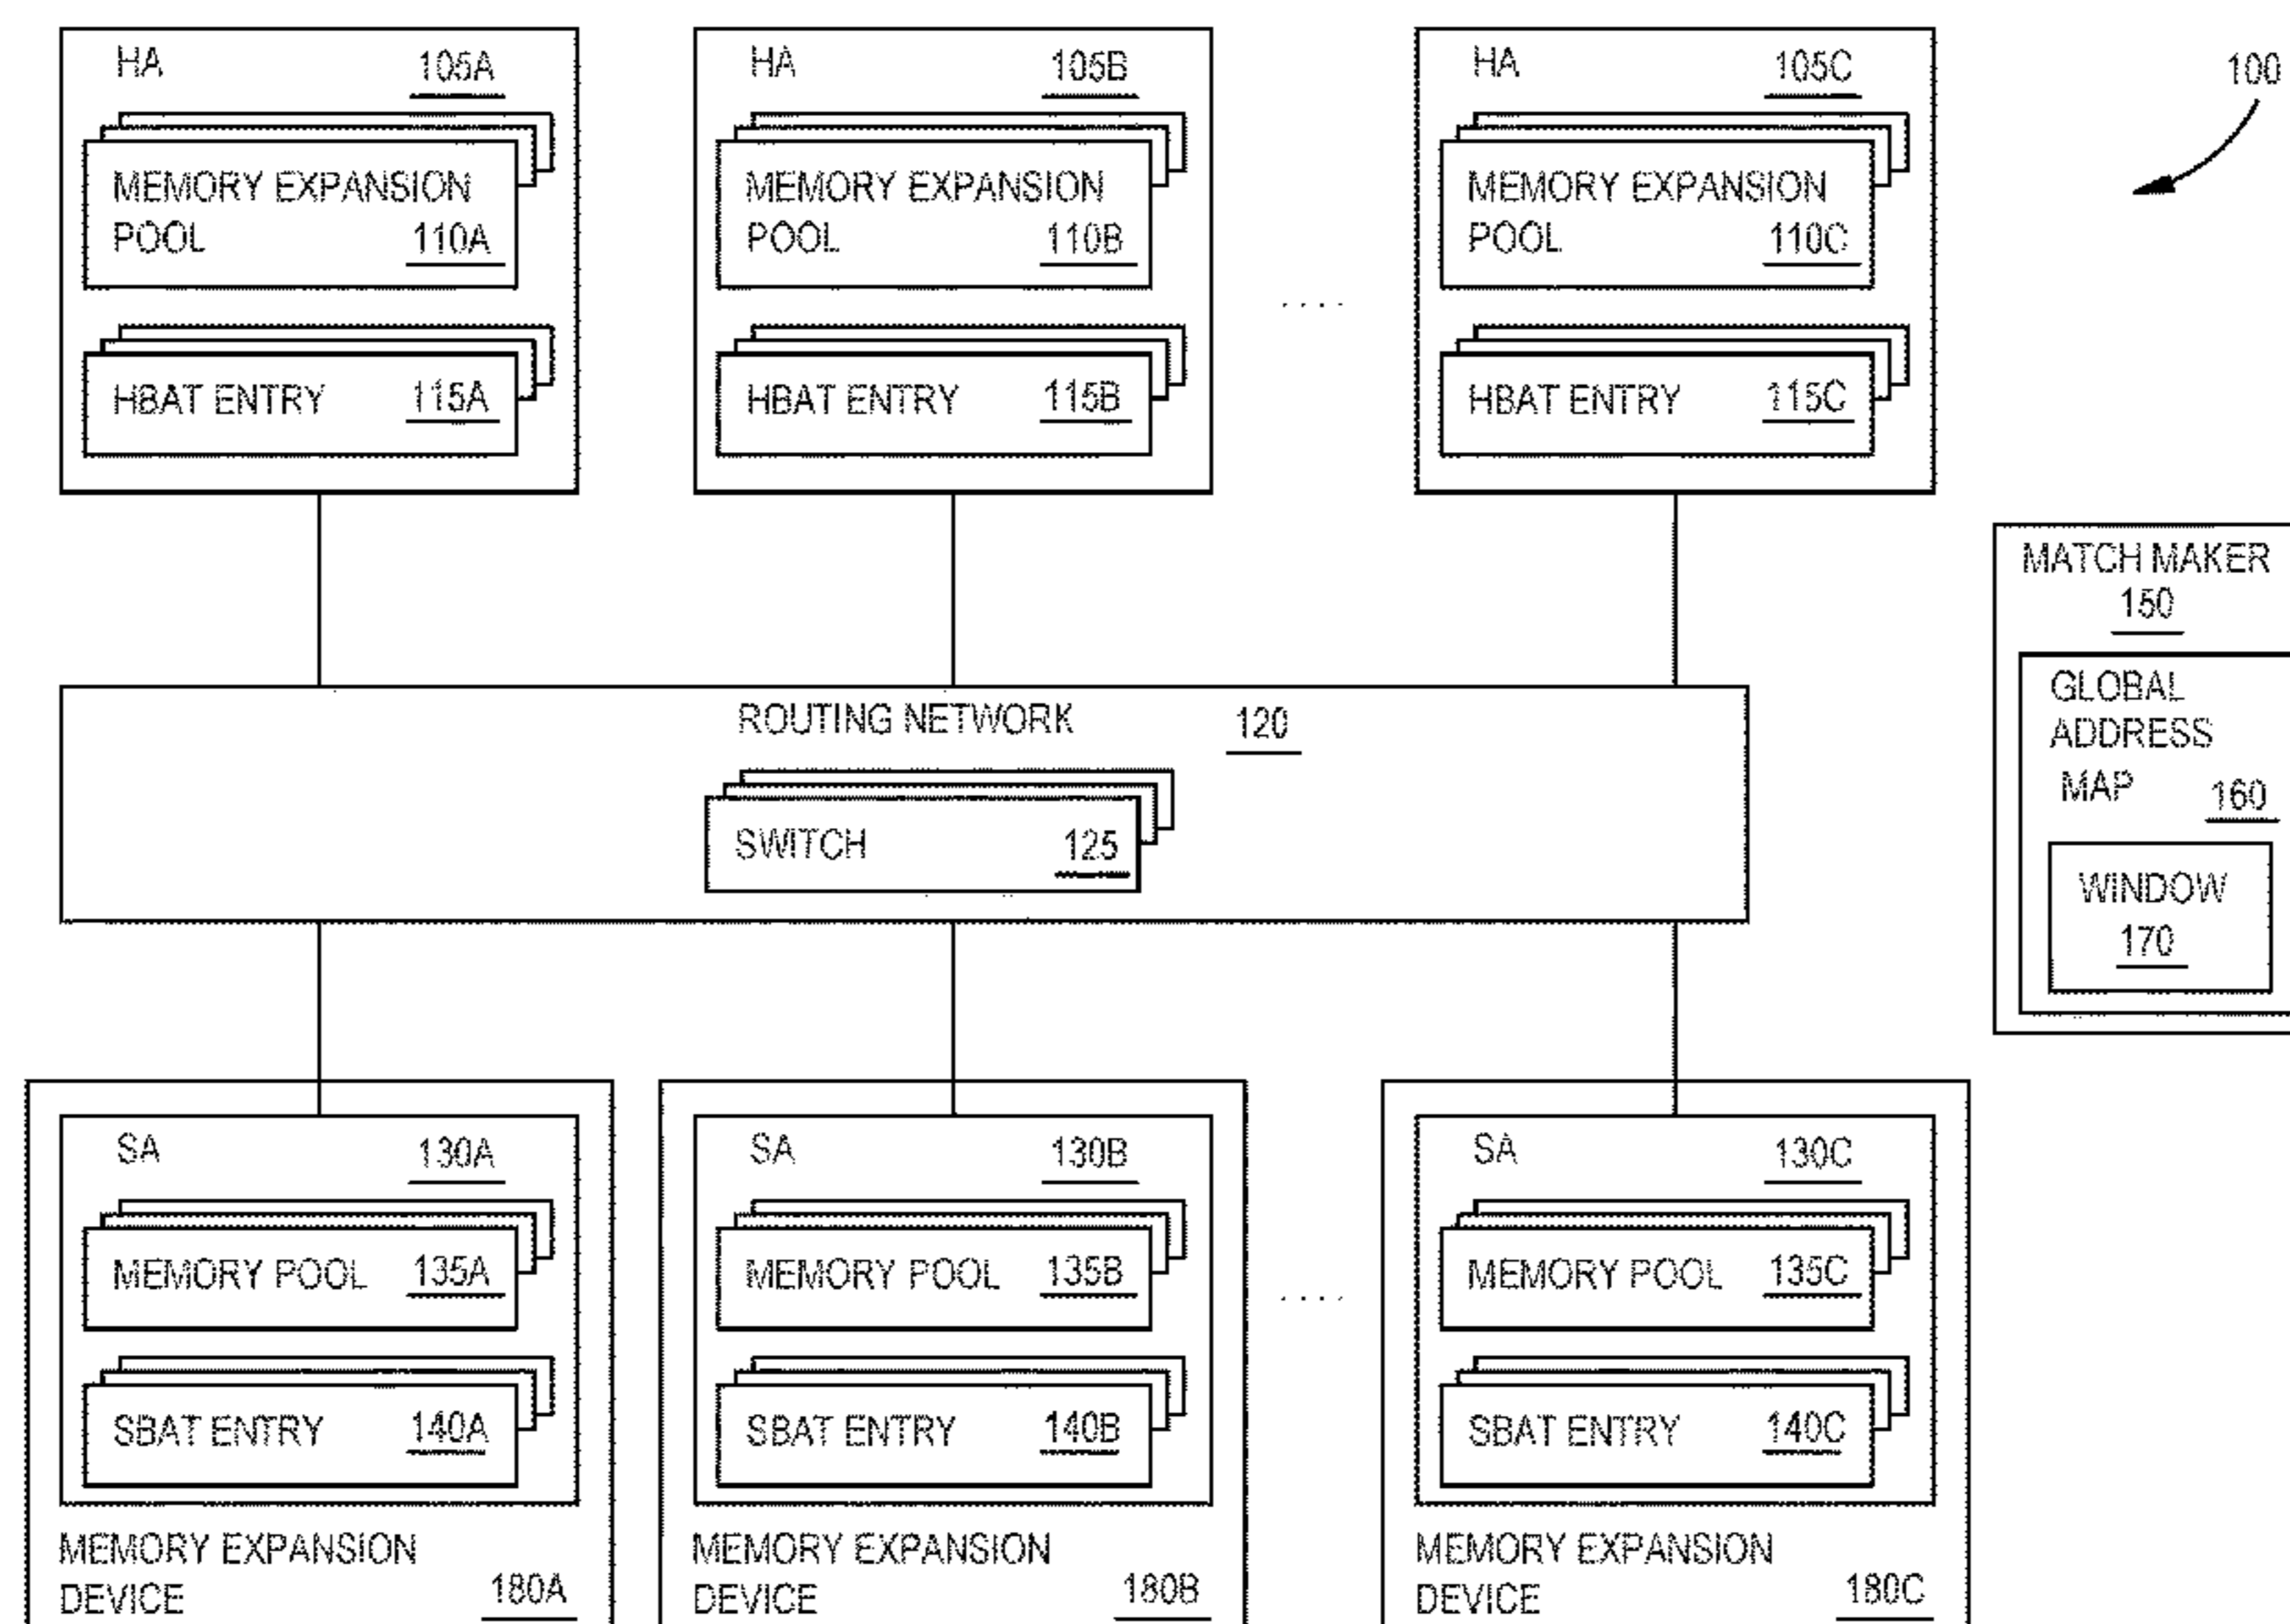 HA 105A
MEMORY EXPANSION
POOL 110A
HBAT ENTRY 115A
HA 105B
MEMORY EXPANSION
POOL 110B
HBAT ENTRY 115B
. . . .
HA 105C
MEMORY EXPANSION
POOL 110C
HBAT ENTRY 115C
100
MATCH MAKER
150
GLOBAL
ADDRESS
MAP 160
WINDOW
170
ROUTING NETWORK 120
SWITCH 125
SA 130A
MEMORY POOL 135A
SBAT ENTRY 140A
MEMORY EXPANSION
DEVICE 180A
SA 130B
MEMORY POOL 135B
SBAT ENTRY 140B
MEMORY EXPANSION
DEVICE 180B
. . . .
SA 130C
MEMORY POOL 135C
SBAT ENTRY 140C
MEMORY EXPANSION
DEVICE 180C